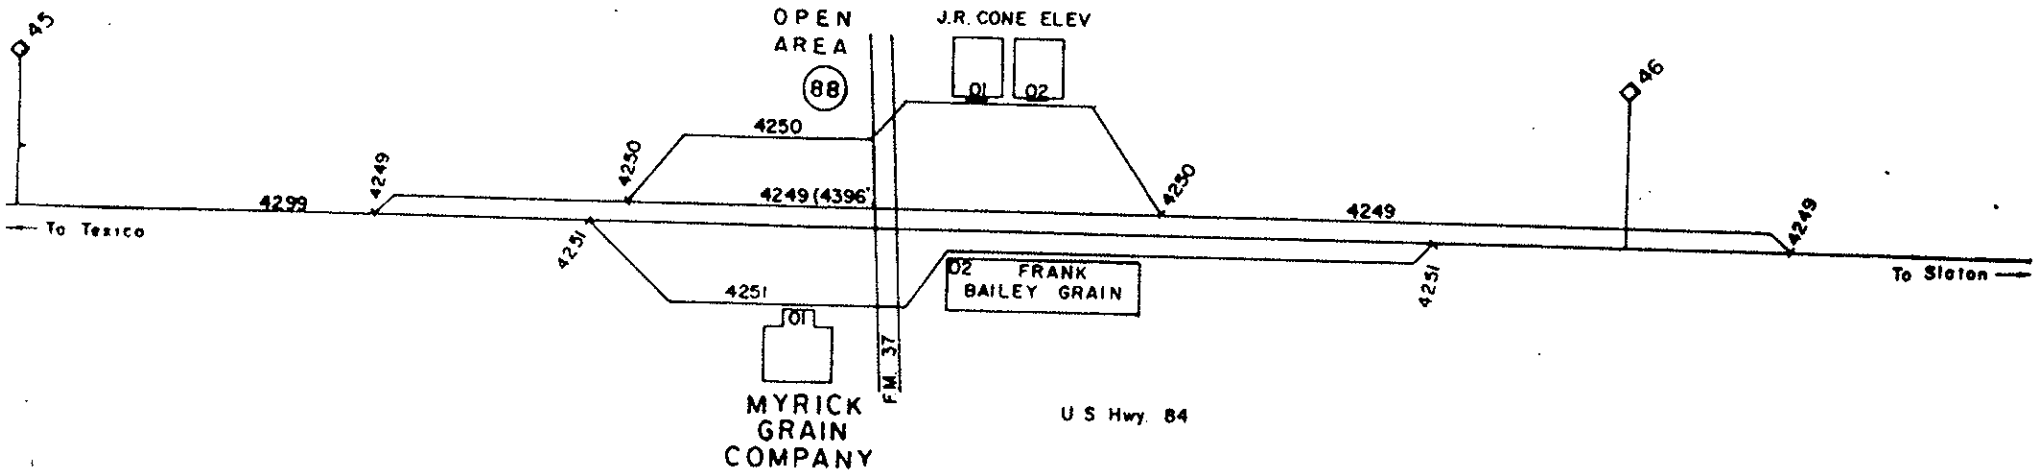 OPEN
AREA
88
J.R. CONE ELEV
01
02
45
46
4250
4249
4250
4249 (4396'
4250
4249
4249
4299
To Texico
4251
4251
4251
02
FRANK
BAILEY GRAIN
To Slaton
01
F.M. 37
MYRICK
GRAIN
COMPANY
U S Hwy. 84